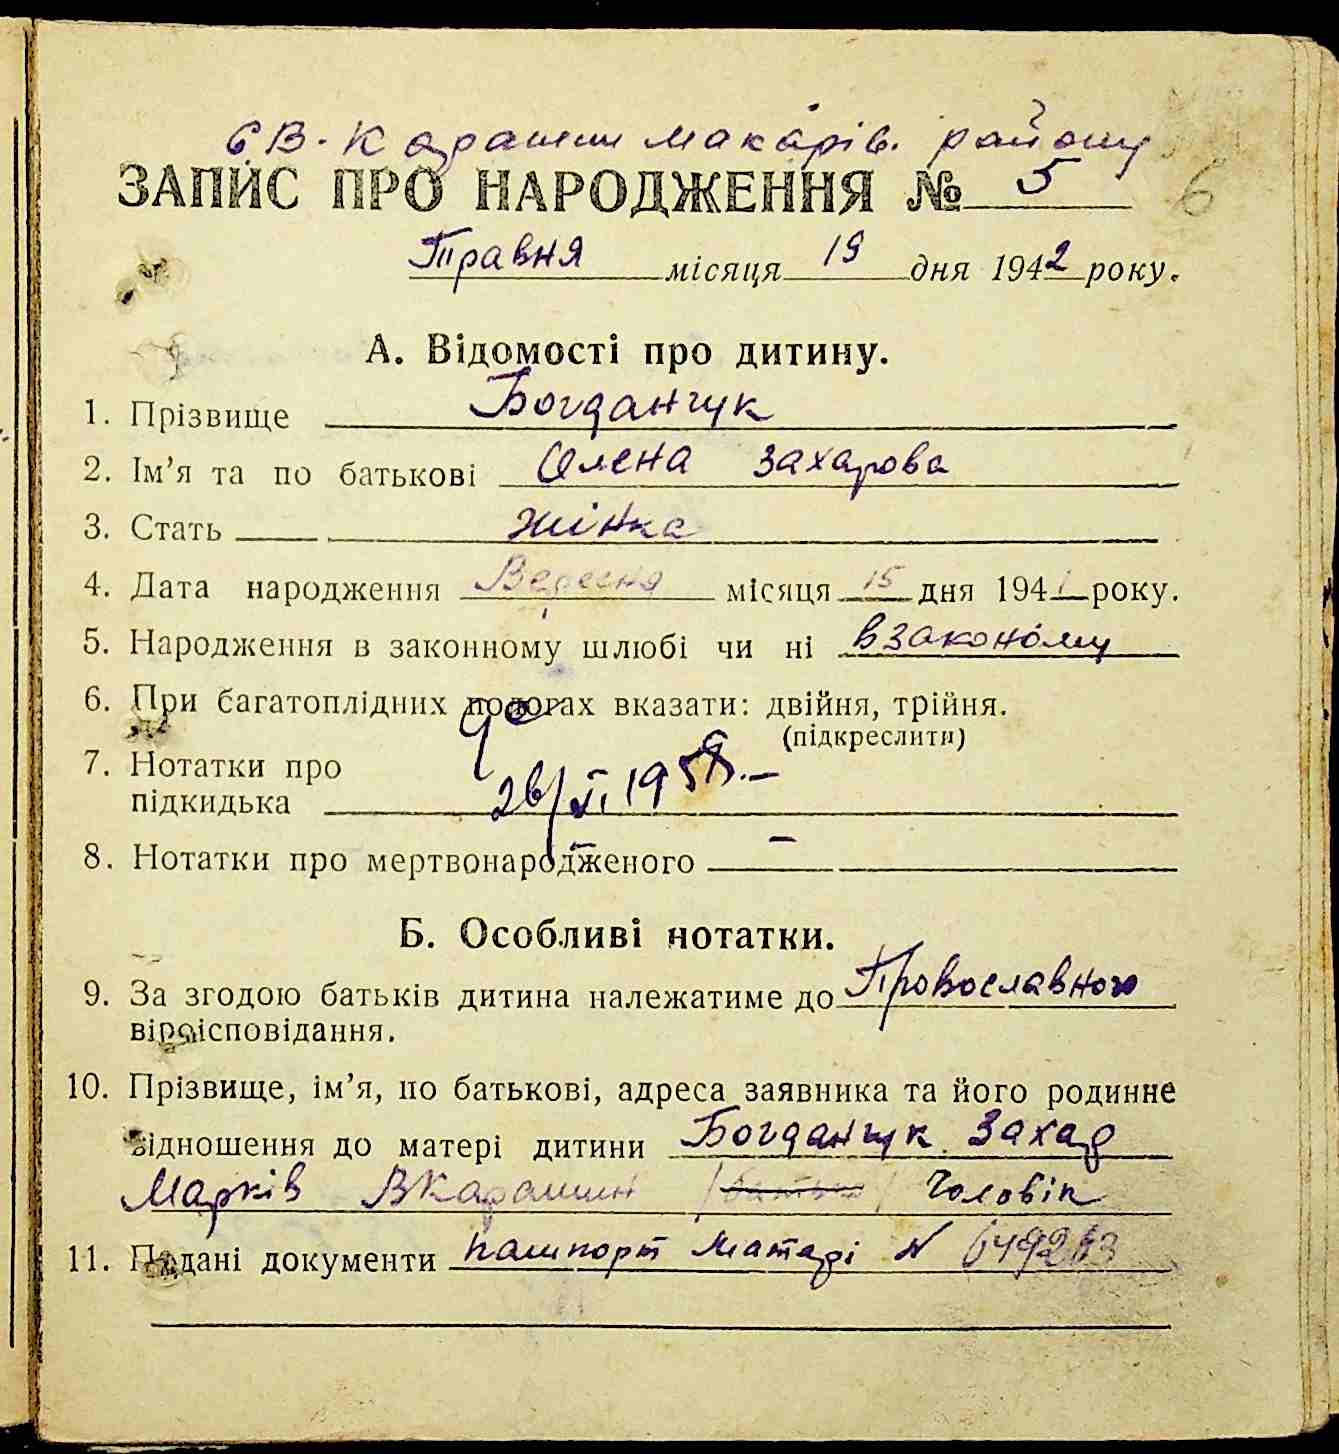 с В-Карашин Макарів. району
ЗАПИС ПРО НАРОДЖЕННЯ № 5 6
Травня місяця 19 дня 1942 року.
А. Відомості про дитину.
1. Прізвище Богданчук
2. Ім’я та по батькові Олена Захарова
3. Стать жінка
4. Дата народження Вересня місяця 15 дня 1941 року.
5. Народження в законному шлюбі чи ні в законому
6. При багатоплідних пологах вказати: двійня, трійня.
(підкреслити)
7. Нотатки про
підкидька 26/VI 1958. –
8. Нотатки про мертвонародженого –
Б. Особливі нотатки.
9. За згодою батьків дитина належатиме до Провославного
віроісповідання.
10. Прізвище, ім’я, по батькові, адреса заявника та його родинне
відношення до матері дитини Богданчук Захар
Марків В Карашин /батько/ Чоловік
11. Подані документи пашпорт Матері N